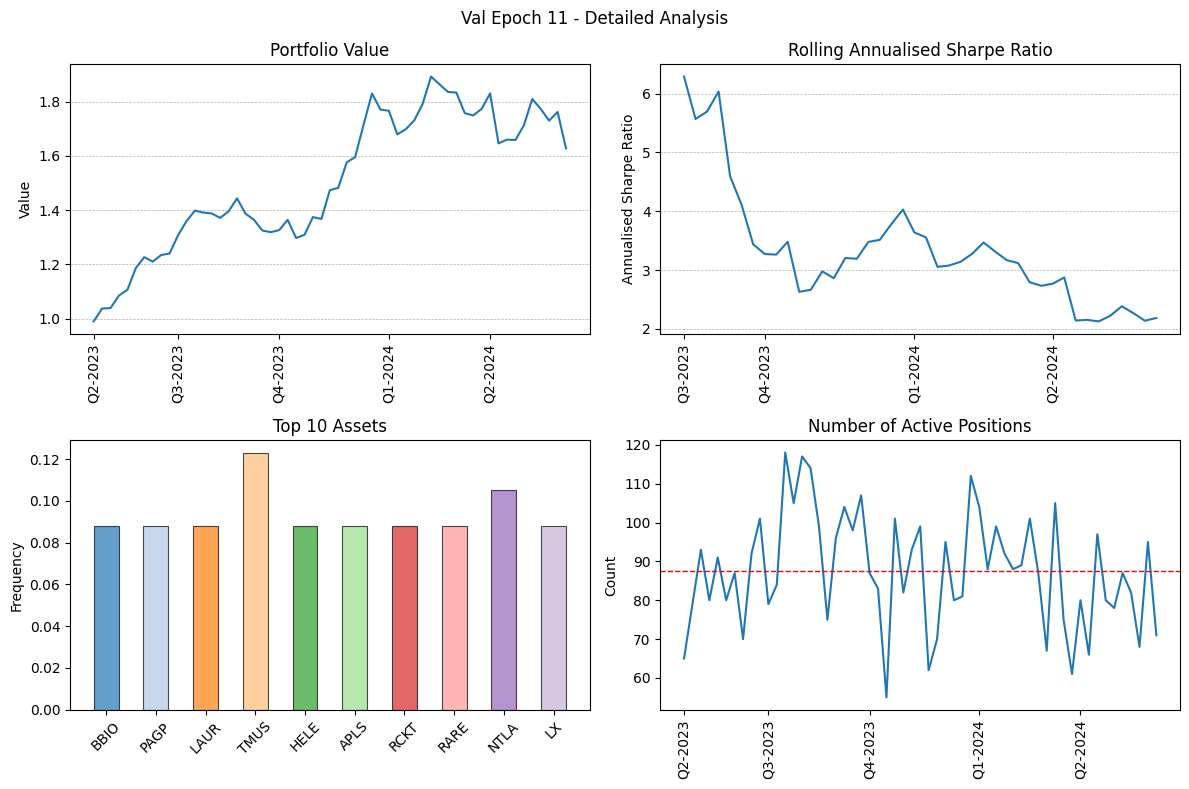 Val Epoch 11 - Detailed Analysis
Portfolio Value
Value
1.8
1.6
1.4
1.2
1.0
Q2-2023
Q3-2023
Q4-2023
Q1-2024
Q2-2024
Rolling Annualised Sharpe Ratio
Annualised Sharpe Ratio
6
5
4
3
2
Q3-2023
Q4-2023
Q1-2024
Q2-2024
Top 10 Assets
Frequency
0.12
0.10
0.08
0.06
0.04
0.02
0.00
BBIO
PAGP
LAUR
TMUS
HELE
APLS
RCKT
RARE
NTLA
LX
Number of Active Positions
Count
120
110
100
90
80
70
60
Q2-2023
Q3-2023
Q4-2023
Q1-2024
Q2-2024